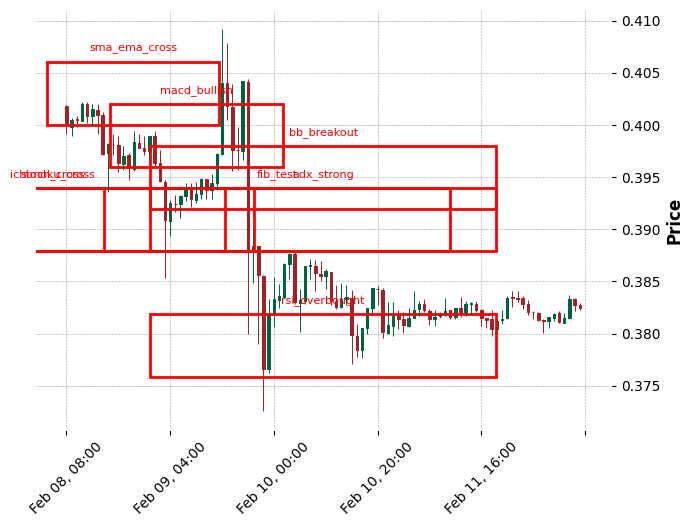 0.410
sma_ema_cross
0.405
macd_bullish
0.400
bb_breakout
0.395
fib_test
adx_strong
0.390
Price
0.385
rsi_overbought
0.380
0.375
Feb 08, 08:00
Feb 09, 04:00
Feb 10, 00:00
Feb 10, 20:00
Feb 11, 16:00